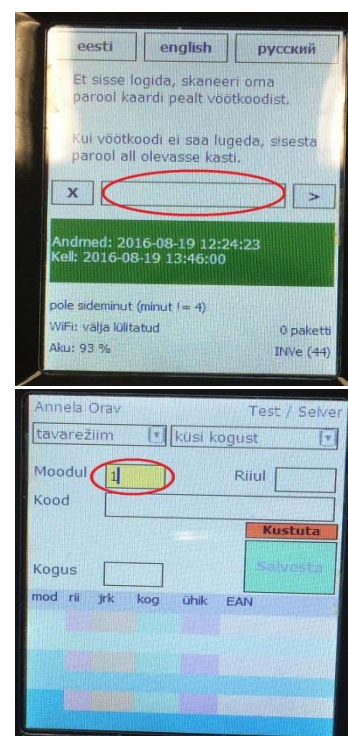 eesti english русский
Et sisse logida, skaneeri oma
parool kaardi pealt vöötkoodist.
Kui vöötkoodi ei saa lugeda, sisesta
parool all olevasse kasti.
X >
Andmed: 2016-08-19 12:24:23
Kell: 2016-08-19 13:46:00
pole sideminut (minut != 4)
WiFi: välja lülitatud 0 paketti
Aku: 93 % INVe (44)
Annela Orav Test / Selver
tavarežiim küsi kogust
Moodul 1 Riiul
Kood
Kustuta
Kogus Salvesta
mod rii jrk kog ühik EAN